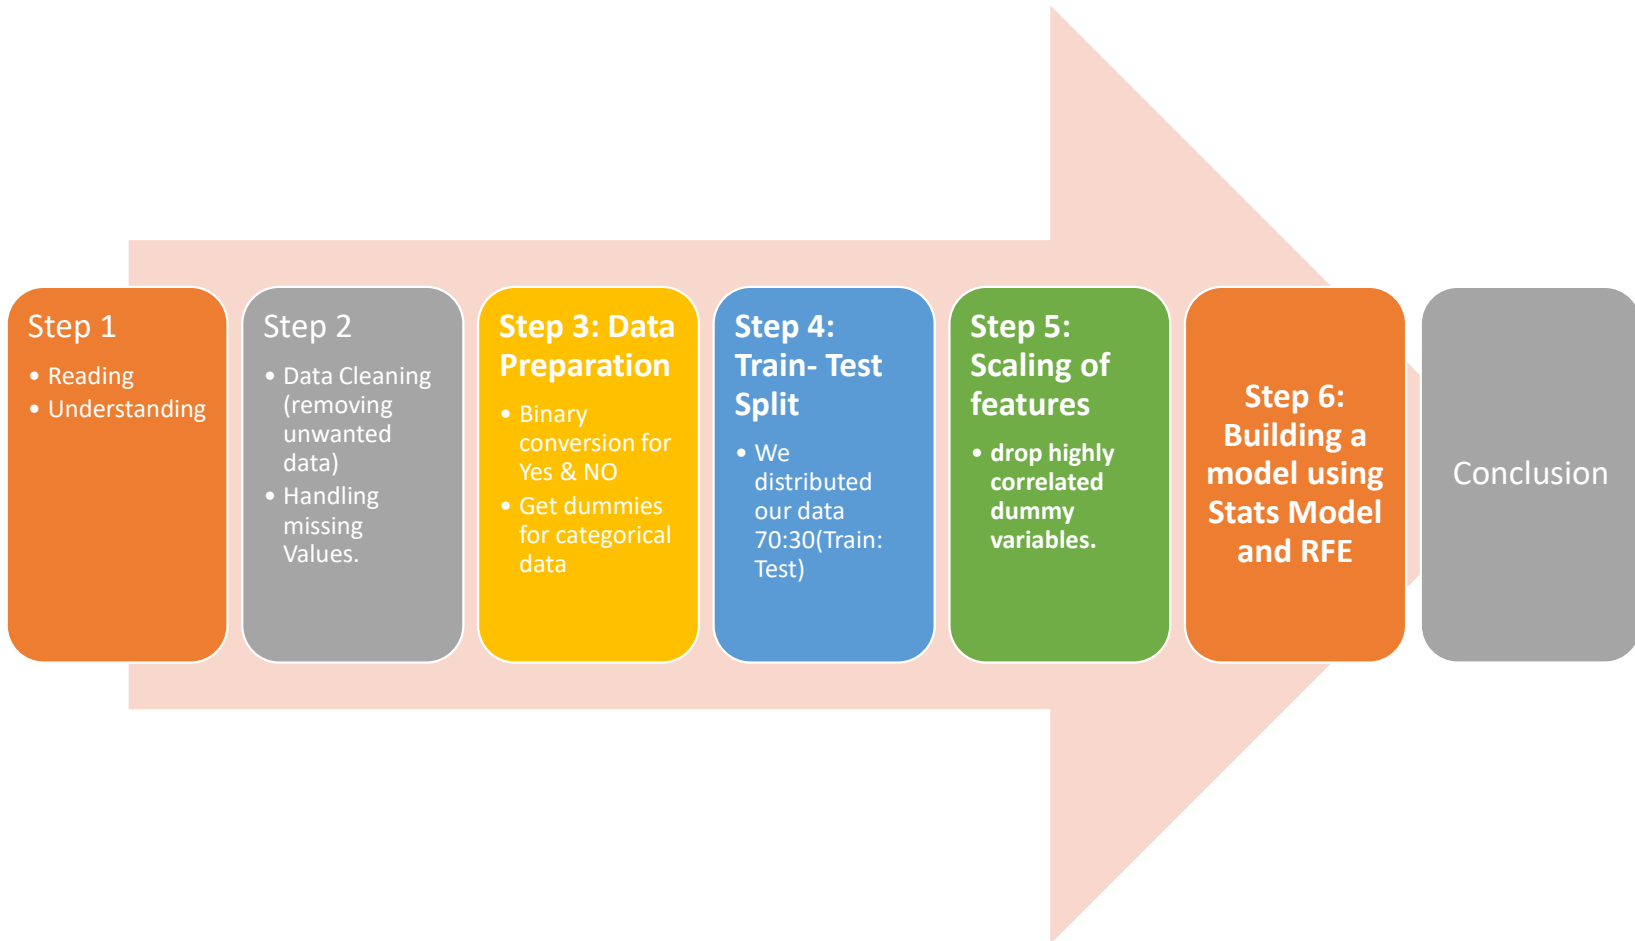 Step 1
• Reading
• Understanding
Step 2
• Data Cleaning
(removing
unwanted
data)
• Handling
missing
Values.
Step 3: Data
Preparation
• Binary
conversion for
Yes & NO
• Get dummies
for categorical
data
Step 4:
Train- Test
Split
• We
distributed
our data
70:30(Train:
Test)
Step 5:
Scaling of
features
• drop highly
correlated
dummy
variables.
Step 6:
Building a
model using
Stats Model
and RFE
Conclusion